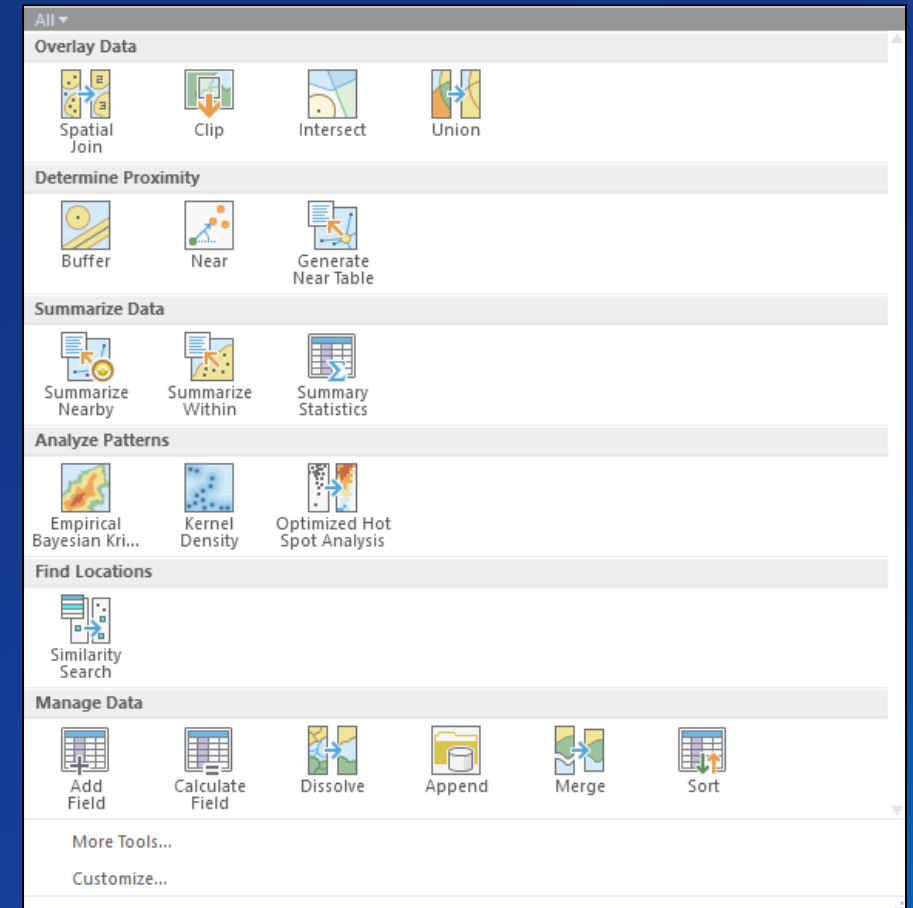 All
Overlay Data
Spatial Join
Clip
Intersect
Union
Determine Proximity
Buffer
Near
Generate Near Table
Summarize Data
Summarize Nearby
Summarize Within
Summary Statistics
Analyze Patterns
Empirical Bayesian Kri...
Kernel Density
Optimized Hot Spot Analysis
Find Locations
Similarity Search
Manage Data
Add Field
Calculate Field
Dissolve
Append
Merge
Sort
More Tools...
Customize...